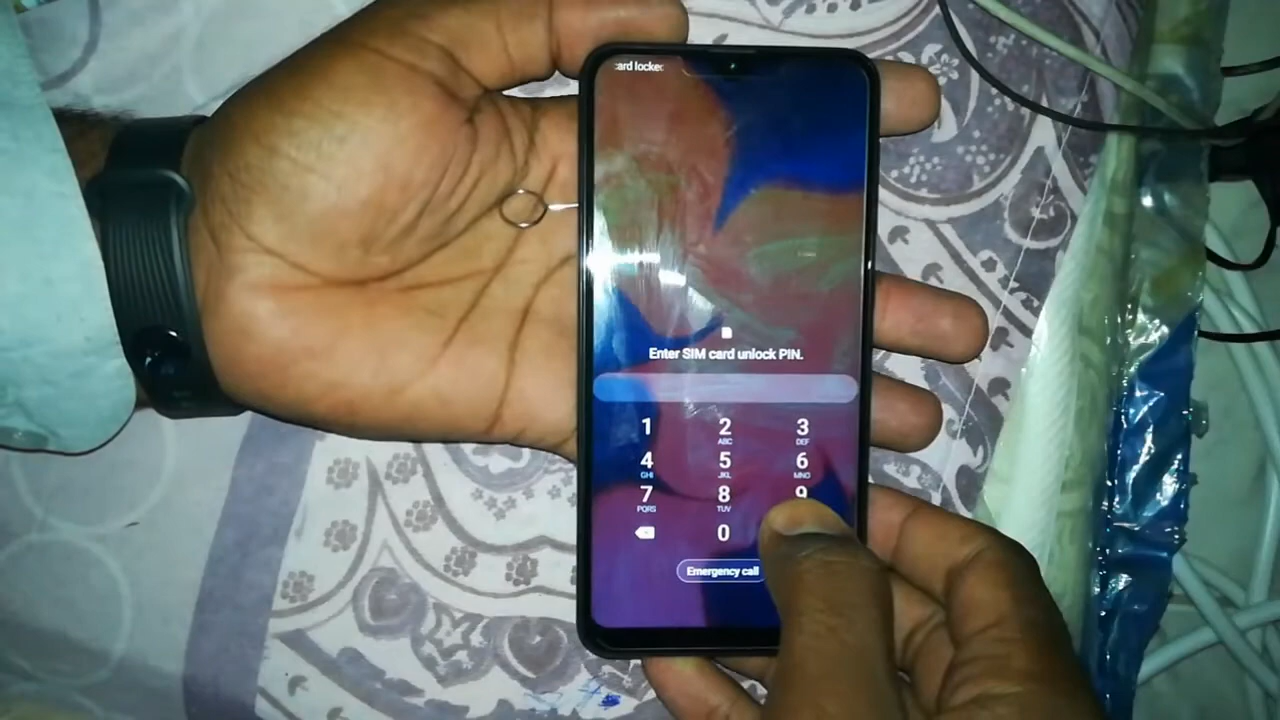 ard locked
Enter SIM card unlock PIN.
1 2 3
ABC DEF
4 5 6
GHI JKL MNO
7 8 9
PQRS TUV
0
Emergency call